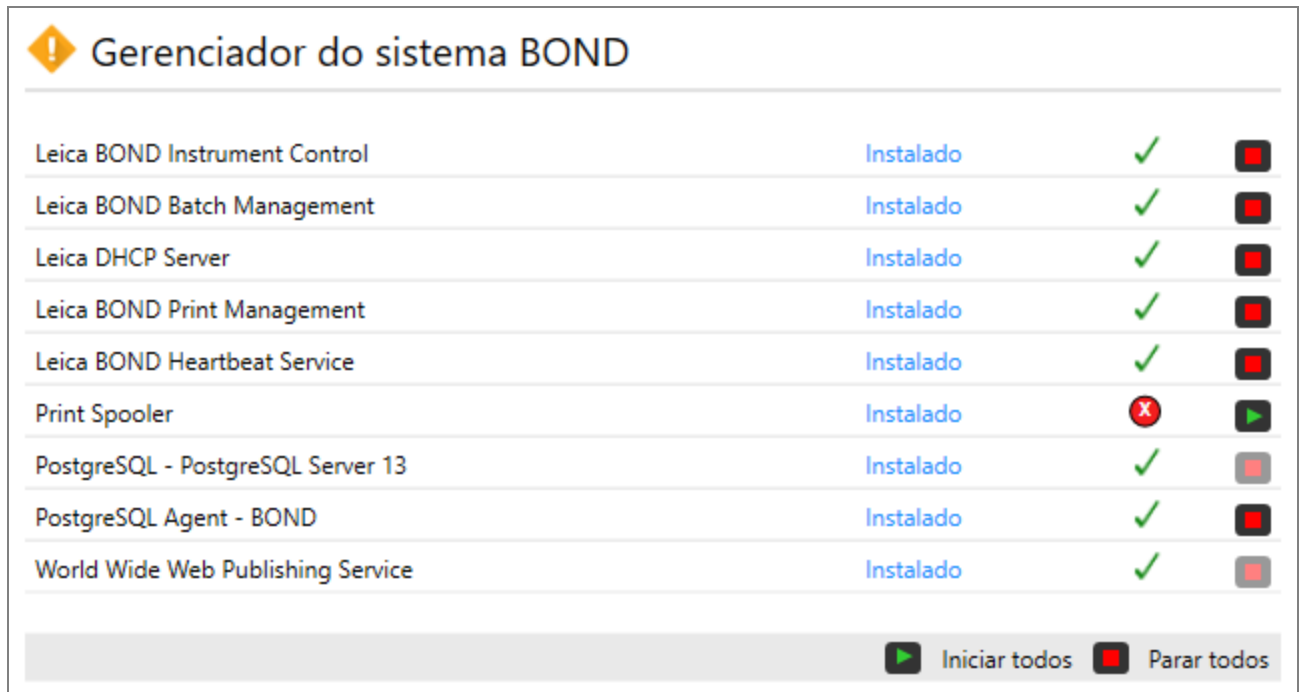 Gerenciador do sistema BOND
Leica BOND Instrument Control Instalado
Leica BOND Batch Management Instalado
Leica DHCP Server Instalado
Leica BOND Print Management Instalado
Leica BOND Heartbeat Service Instalado
Print Spooler Instalado X
PostgreSQL - PostgreSQL Server 13 Instalado
PostgreSQL Agent - BOND Instalado
World Wide Web Publishing Service Instalado
Iniciar todos Parar todos